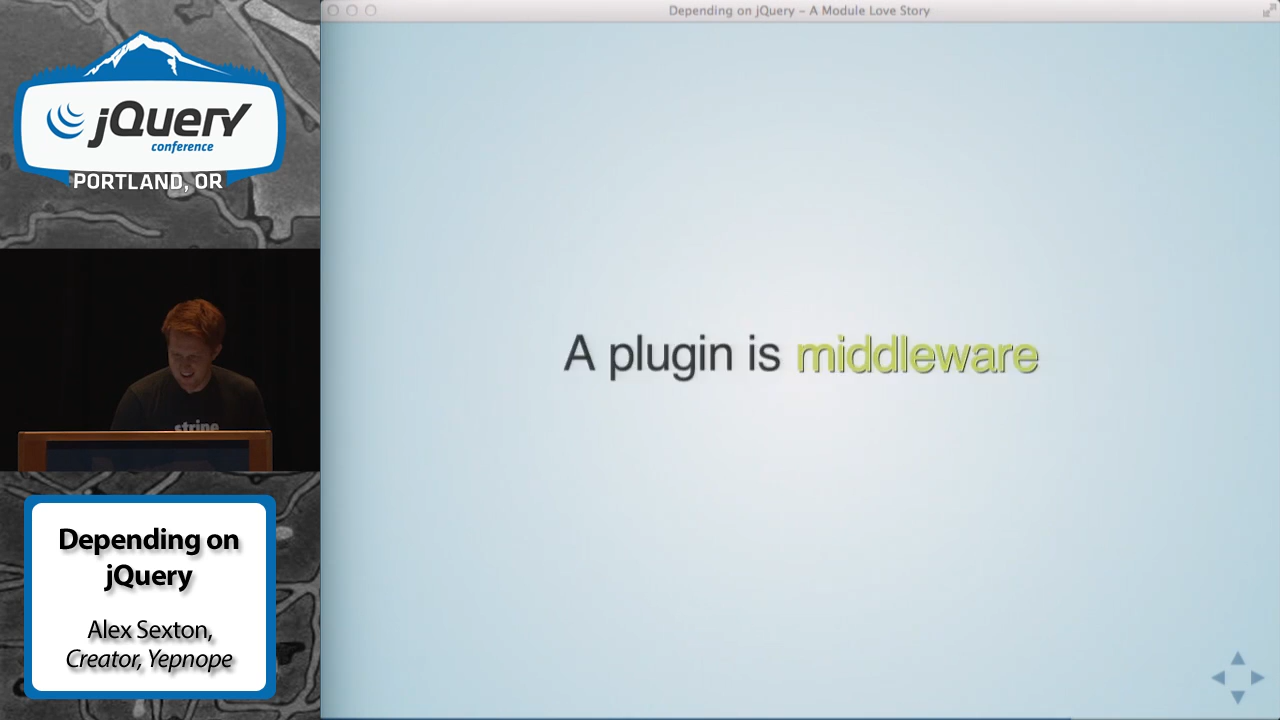 jQuery
conference
PORTLAND, OR
stripe
Depending on
jQuery
Alex Sexton,
Creator, Yepnope
Depending on jQuery – A Module Love Story
A plugin is middleware